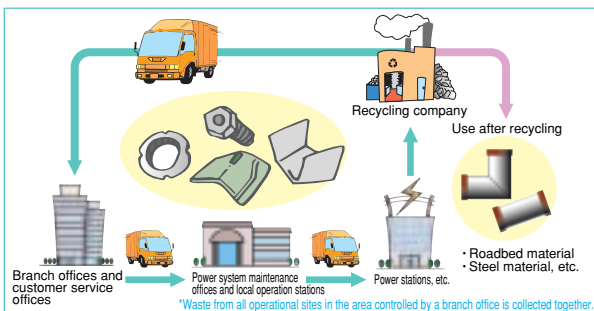 Recycling company
Use after recycling
・Roadbed material
・Steel material, etc.
Branch offices and
customer service
offices
Power system maintenance
offices and local operation stations
Power stations, etc.
*Waste from all operational sites in the area controlled by a branch office is collected together.